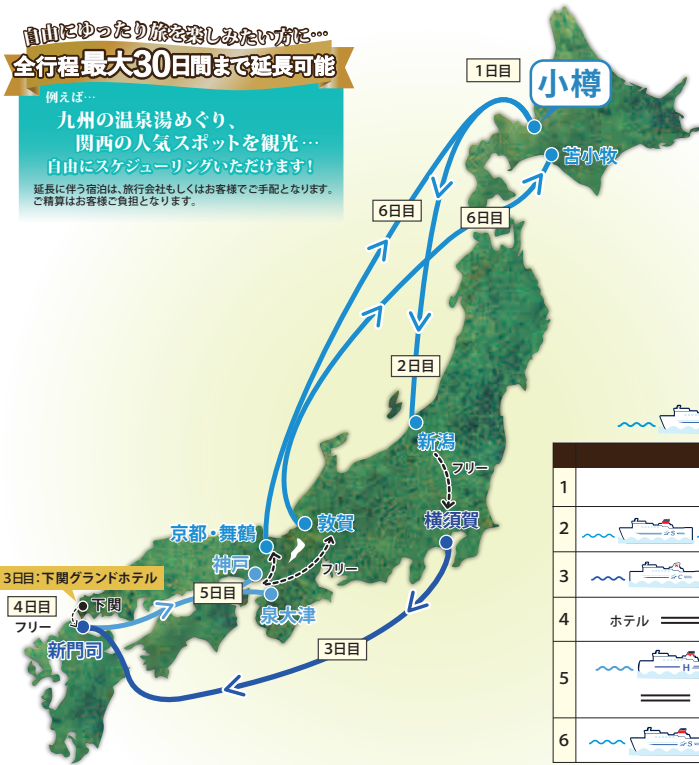 自由にゆったり旅を楽しみたい方に…
全行程最大30日間まで延長可能
例えば…
九州の温泉湯めぐり、
関西の人気スポットを観光…
自由にスケジューリングいただけます!
延長に伴う宿泊は、旅行会社もしくはお客様でご手配となります。
ご精算はお客様ご負担となります。
1日目
小樽
苫小牧
6日目
6日目
2日目
新潟
フリー
横須賀
敦賀
京都・舞鶴
神戸
フリー
3日目:下関グランドホテル
5日目
泉大津
4日目
下関
フリー
新門司
3日目
1
2
S
3
C
4
ホテル
5
H
6
S